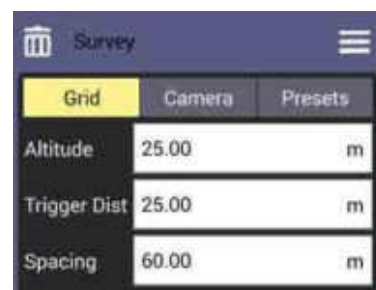 Survey
Grid Camera Presets
Altitude 25.00 m
Trigger Dist 25.00 m
Spacing 60.00 m